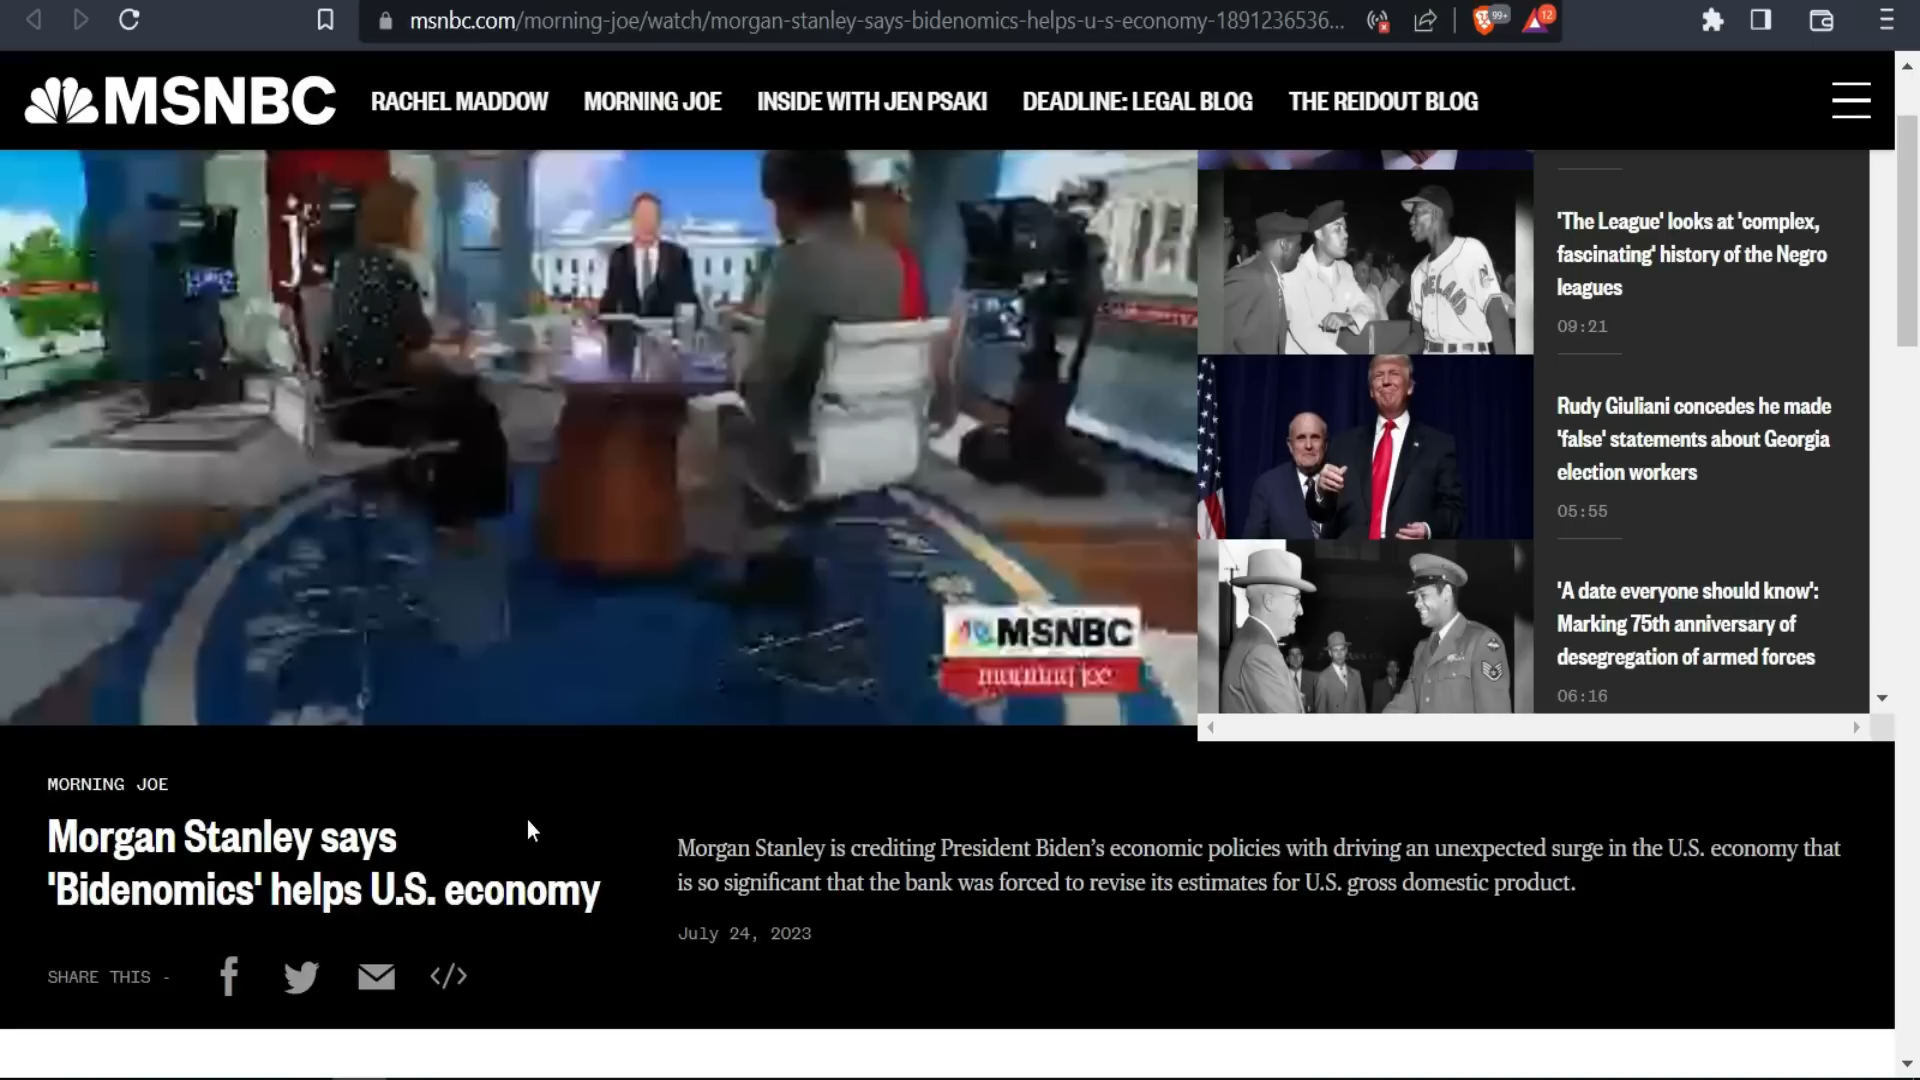 msnbc.com/morning-joe/watch/morgan-stanley-says-bidenomics-helps-u-s-economy-1891236536...
99+
12
MSNBC
RACHEL MADDOW
MORNING JOE
INSIDE WITH JEN PSAKI
DEADLINE: LEGAL BLOG
THE REIDOUT BLOG
'The League' looks at 'complex,
fascinating' history of the Negro
leagues
09:21
Rudy Giuliani concedes he made
'false' statements about Georgia
election workers
05:55
'A date everyone should know':
Marking 75th anniversary of
desegregation of armed forces
06:16
MSNBC
morning joe
MORNING JOE
Morgan Stanley says
'Bidenomics' helps U.S. economy
SHARE THIS -
Morgan Stanley is crediting President Biden’s economic policies with driving an unexpected surge in the U.S. economy that
is so significant that the bank was forced to revise its estimates for U.S. gross domestic product.
July 24, 2023